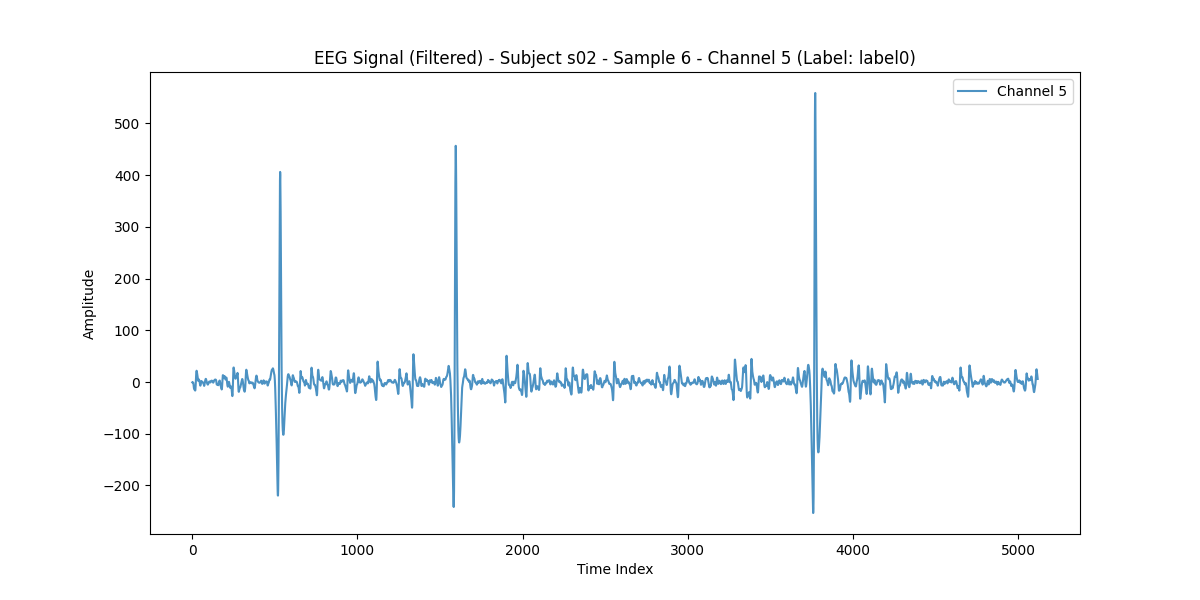 EEG Signal (Filtered) - Subject s02 - Sample 6 - Channel 5 (Label: label0)
Channel 5
500
400
300
200
100
0
−100
−200
Amplitude
0 1000 2000 3000 4000 5000
Time Index